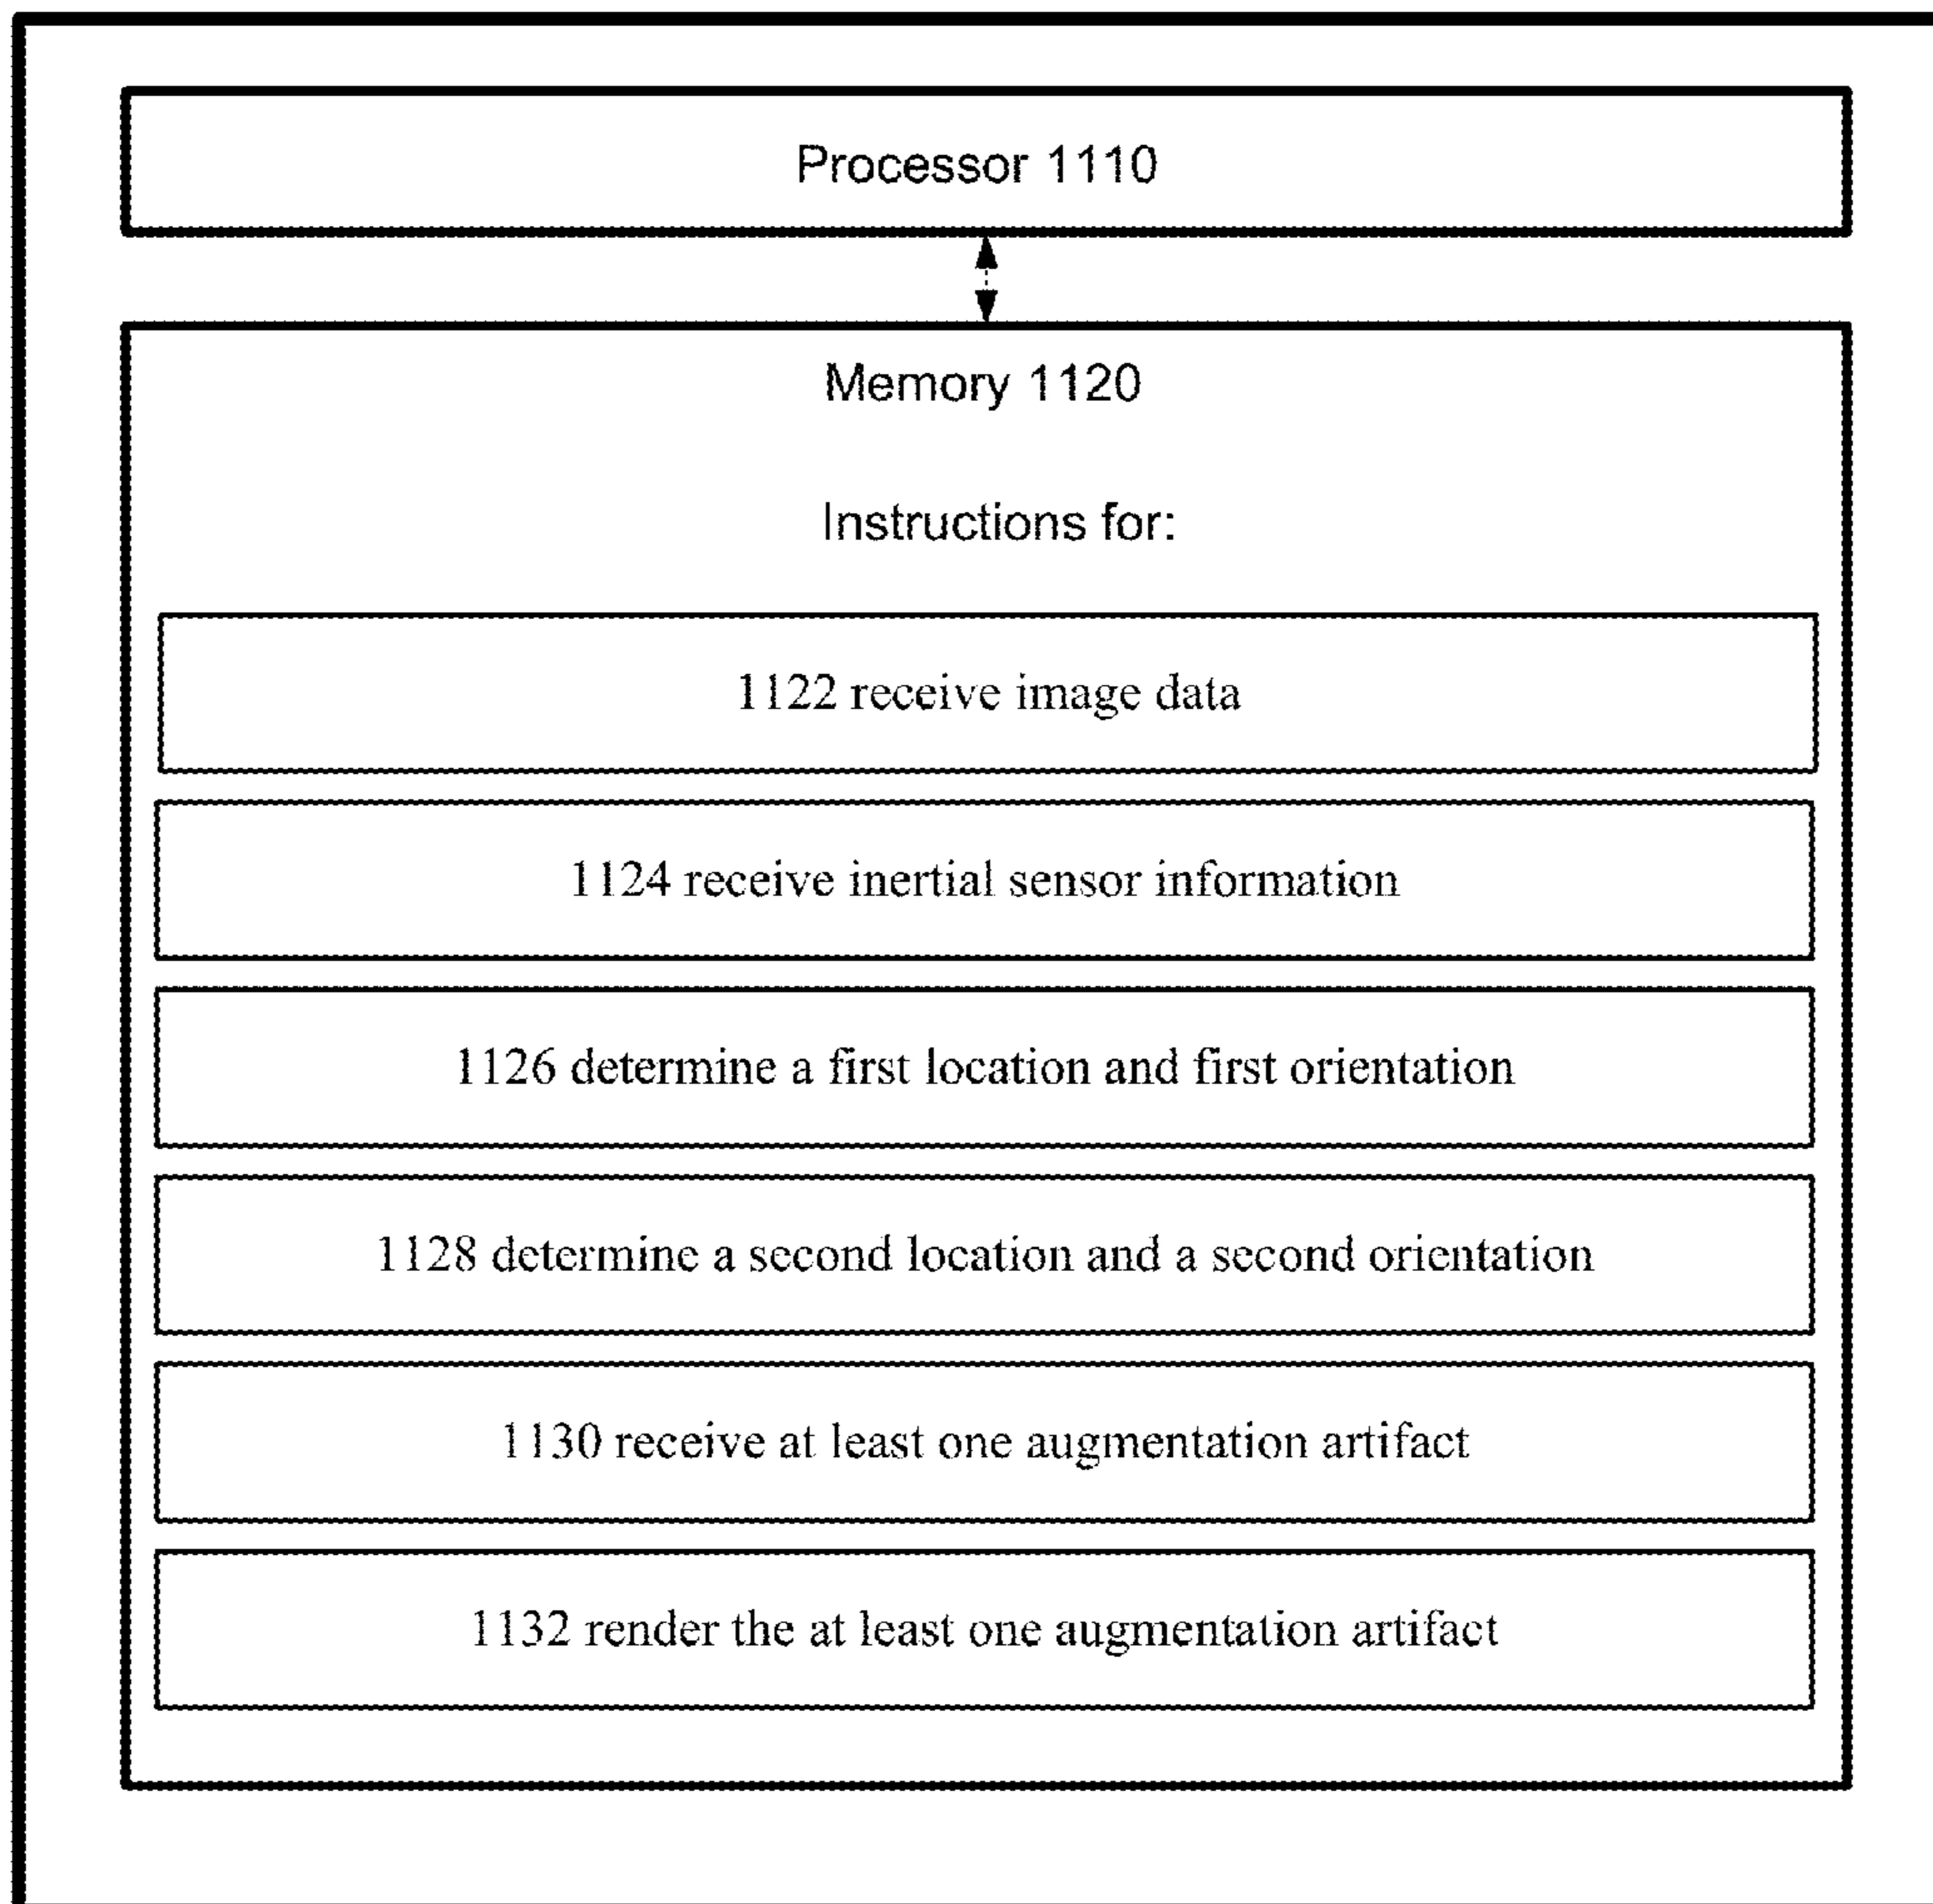 Processor 1110
Memory 1120
Instructions for:
1122 receive image data
1124 receive inertial sensor information
1126 determine a first location and first orientation
1128 determine a second location and a second orientation
1130 receive at least one augmentation artifact
1132 render the at least one augmentation artifact